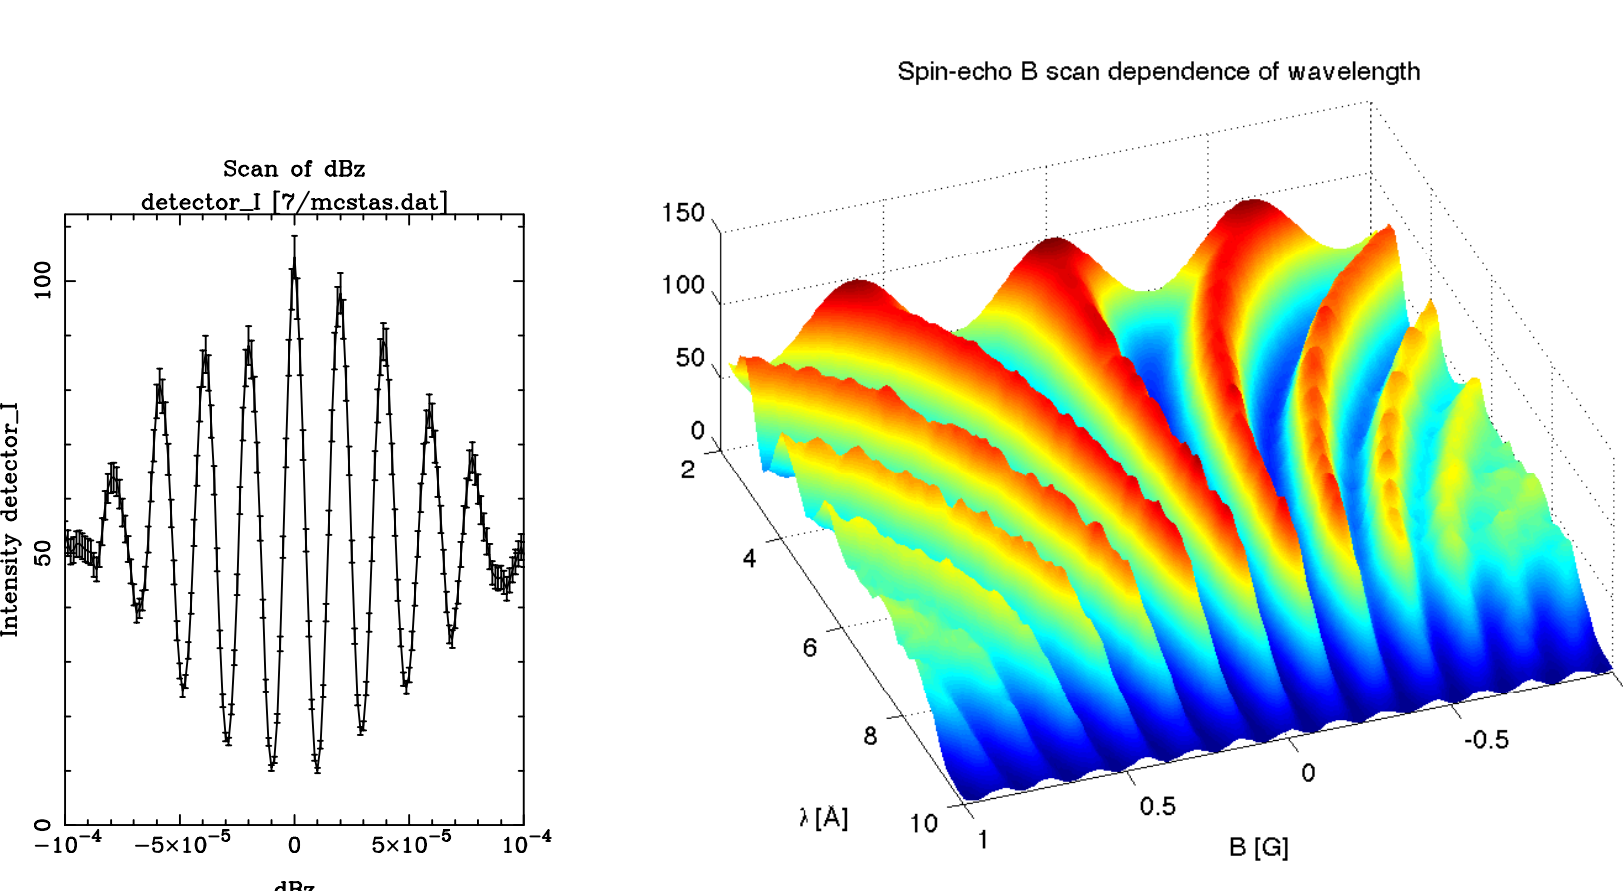 Scan of dBz
detector_I [7/mcstas.dat]
Intensity detector_I
100
50
0
−10⁻⁴ −5×10⁻⁵ 0 5×10⁻⁵ 10⁻⁴
dBz
Spin-echo B scan dependence of wavelength
150
100
50
0
2
4
6
8
10
λ [Å]
1
0.5
0
-0.5
B [G]